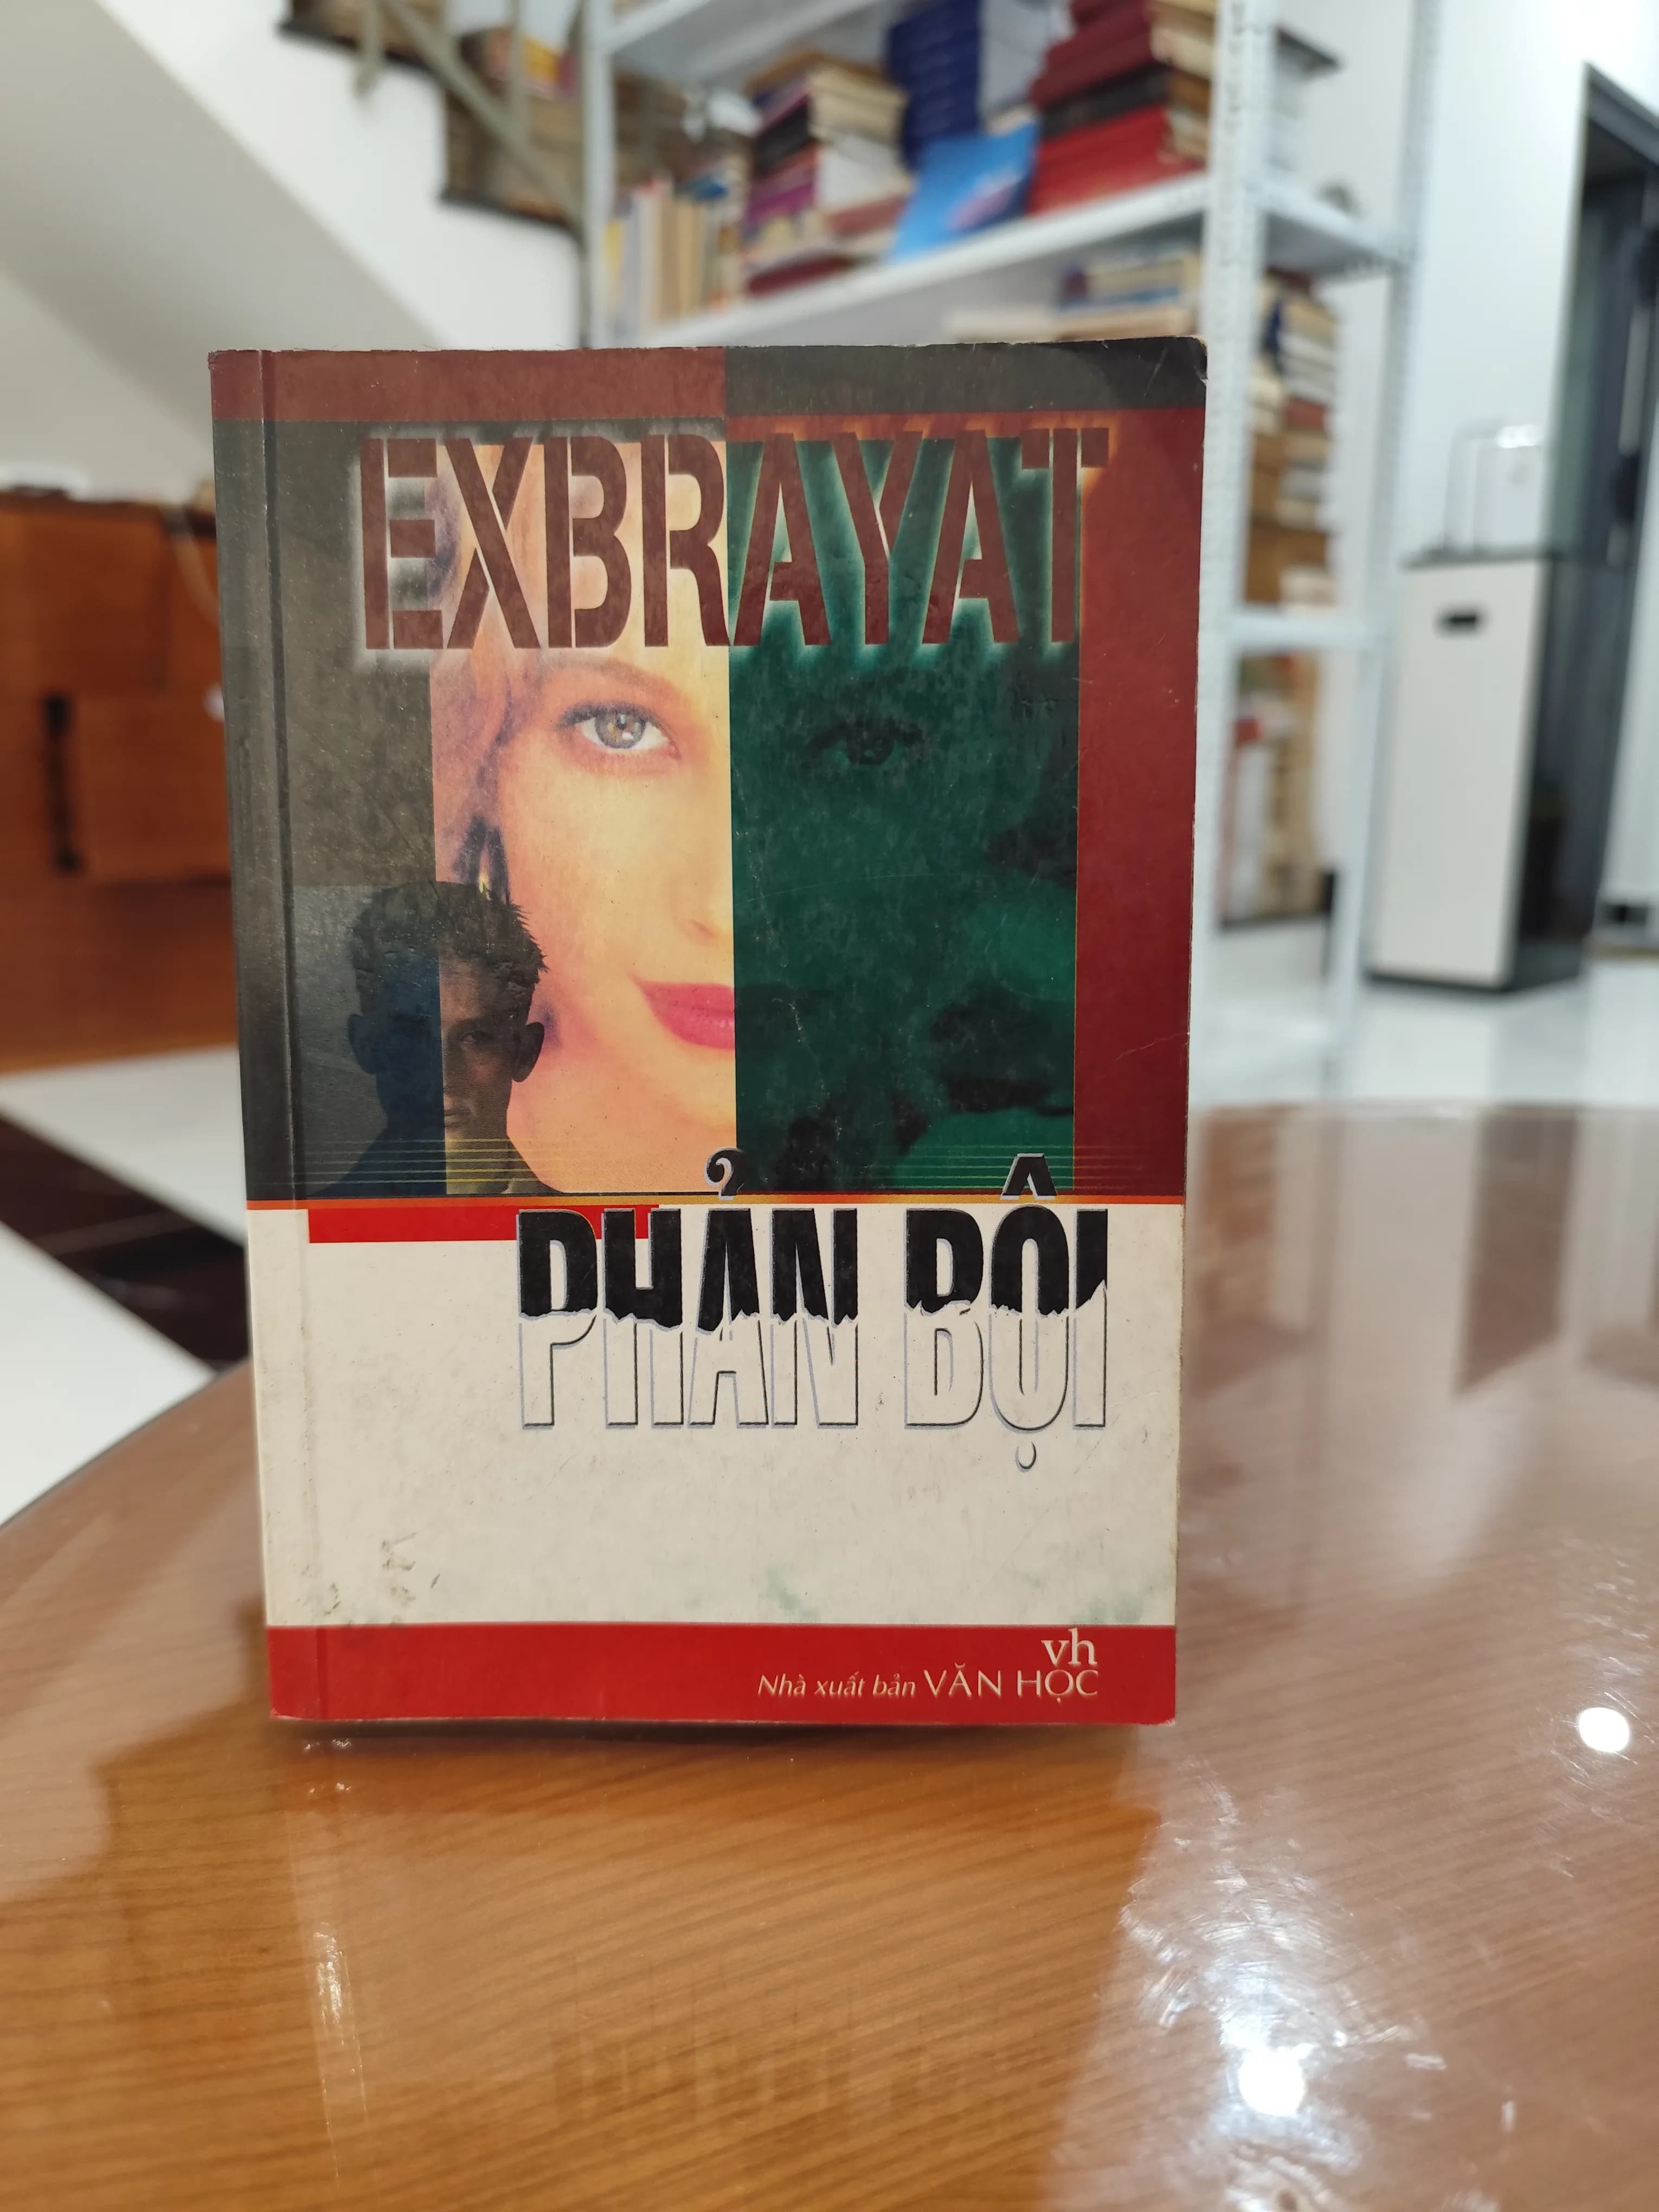 EXBRAYAT
PHẢN BỘI
vh
Nhà xuất bản VĂN HỌC